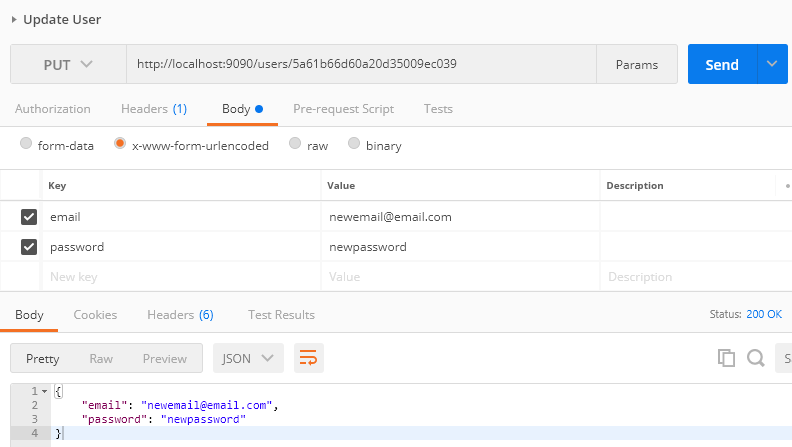 Update User
PUT http://localhost:9090/users/5a61b66d60a20d35009ec039 Params Send
Authorization Headers (1) Body Pre-request Script Tests
form-data x-www-form-urlencoded raw binary
Key Value Description
email newemail@email.com
password newpassword
New key Value Description
Body Cookies Headers (6) Test Results Status: 200 OK
Pretty Raw Preview JSON
1 {
2 "email": "newemail@email.com",
3 "password": "newpassword"
4 }